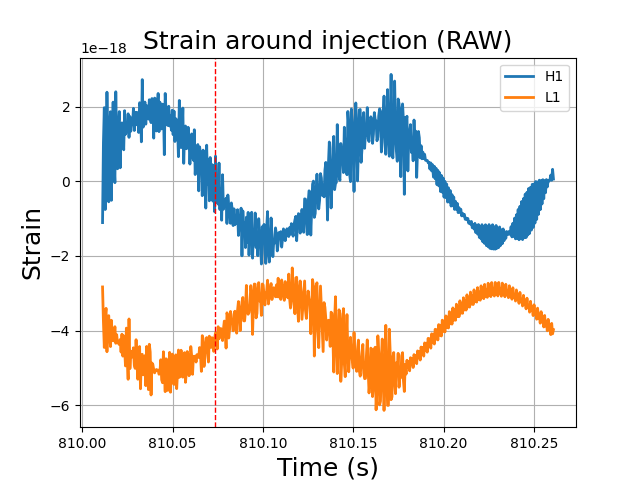 Strain around injection (RAW)
1e−18
H1
L1
2
0
−2
−4
−6
Strain
810.00 810.05 810.10 810.15 810.20 810.25
Time (s)